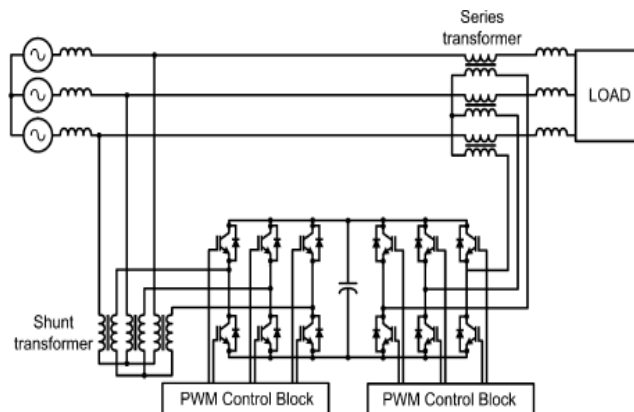 Series
transformer
LOAD
Shunt
transformer
PWM Control Block
PWM Control Block